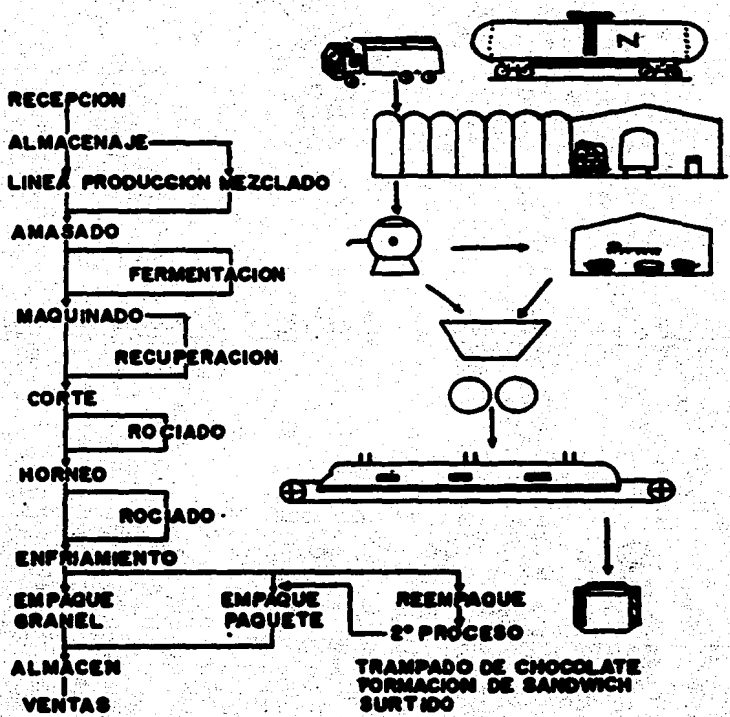 RECEPCION
ALMACENAJE
LINEA PRODUCCION MEZCLADO
AMASADO
FERMENTACION
MAQUINADO
RECUPERACION
CORTE
ROCIADO
HORNEO
ROCIADO
ENFRIAMIENTO
EMPAQUE GRANEL
EMPAQUE PAQUETE
REEMPAQUE
2° PROCESO
ALMACEN
TRAMPADO DE CHOCOLATE
FORMACION DE SANDWICH
SURTIDO
VENTAS
N